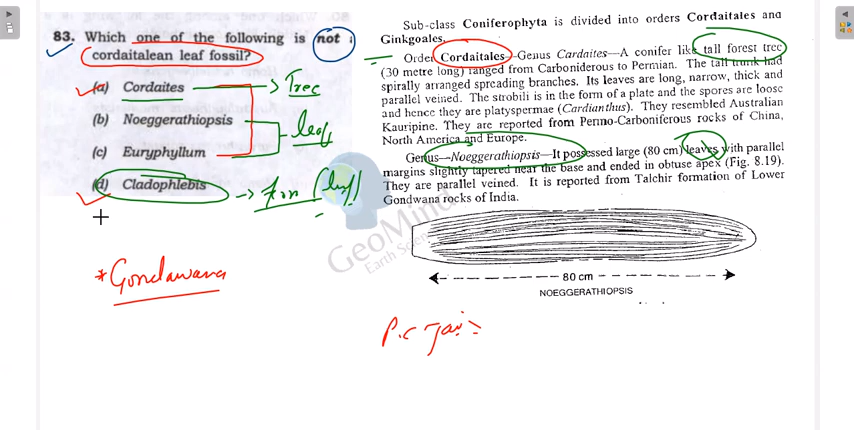 83. Which one of the following is not a
cordaitalean leaf fossil?
(a) Cordaites
(b) Noeggerathiopsis
(c) Euryphyllum
(d) Cladophlebis
Tree
leaf
(leaf)
* Gondawana
Sub-class Coniferophyta is divided into orders Cordaitales and
Ginkgoales.
Order Cordaitales—Genus Cardaites—A conifer like tall forest tree
(30 metre long) ranged from Carboniderous to Permian. The tall trunk had
spirally arranged spreading branches. Its leaves are long, narrow, thick and
parallel veined. The strobili is in the form of a plate and the spores are loose
and hence they are platyspermae (Cardianthus). They resembled Australian
Kauripine. They are reported from Permo-Carboniferous rocks of China,
North America and Europe.
Genus—Noeggerathiopsis—It possessed large (80 cm) leaves with parallel
margins slightly tapered near the base and ended in obtuse apex (Fig. 8.19).
They are parallel veined. It is reported from Talchir formation of Lower
Gondwana rocks of India.
80 cm
NOEGGERATHIOPSIS
P.C Jain
GeoMind
Earth Scien